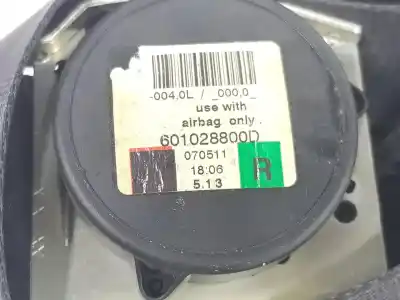 -004,0L / _000,0_
use with
airbag only.
601028800D
070511
18:06
5.13
R